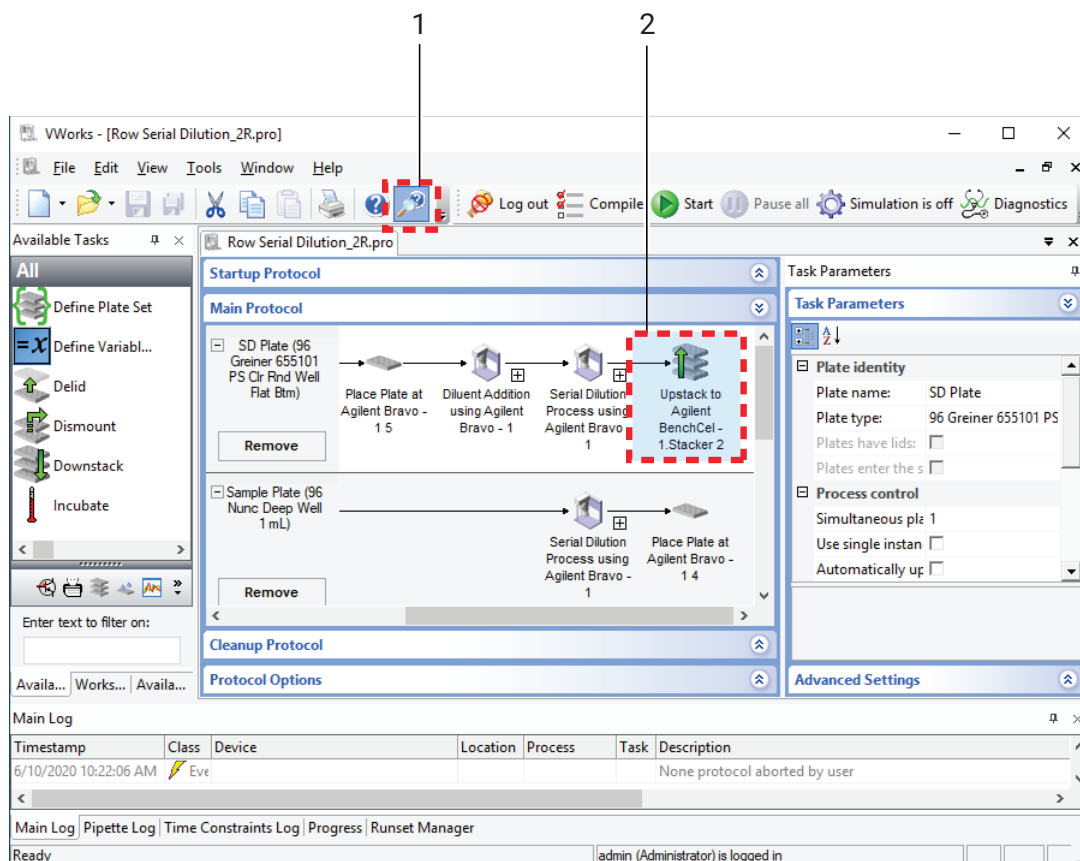 1
2
VWorks - [Row Serial Dilution_2R.pro]
File Edit View Tools Window Help
Log out Compile Start Pause all Simulation is off Diagnostics
Available Tasks
All
Define Plate Set
=x Define Variabl...
Delid
Dismount
Downstack
Incubate
Enter text to filter on:
Availa... Works... Availa...
Row Serial Dilution_2R.pro
Startup Protocol
Main Protocol
SD Plate (96
Greiner 655101
PS Clr Rnd Well
Flat Btm)
Remove
Place Plate at
Agilent Bravo -
1 5
Diluent Addition
using Agilent
Bravo - 1
Serial Dilution
Process using
Agilent Bravo
1
Upstack to
Agilent
BenchCel -
1.Stacker 2
Sample Plate (96
Nunc Deep Well
1 mL)
Remove
Serial Dilution
Process using
Agilent Bravo -
1
Place Plate at
Agilent Bravo -
1 4
Cleanup Protocol
Protocol Options
Task Parameters
Task Parameters
Plate identity
Plate name: SD Plate
Plate type: 96 Greiner 655101 PS
Plates have lids:
Plates enter the s
Process control
Simultaneous pla 1
Use single instan
Automatically up
Advanced Settings
Main Log
Timestamp Class Device Location Process Task Description
6/10/2020 10:22:06 AM Eve None protocol aborted by user
Main Log Pipette Log Time Constraints Log Progress Runset Manager
Ready admin (Administrator) is logged in